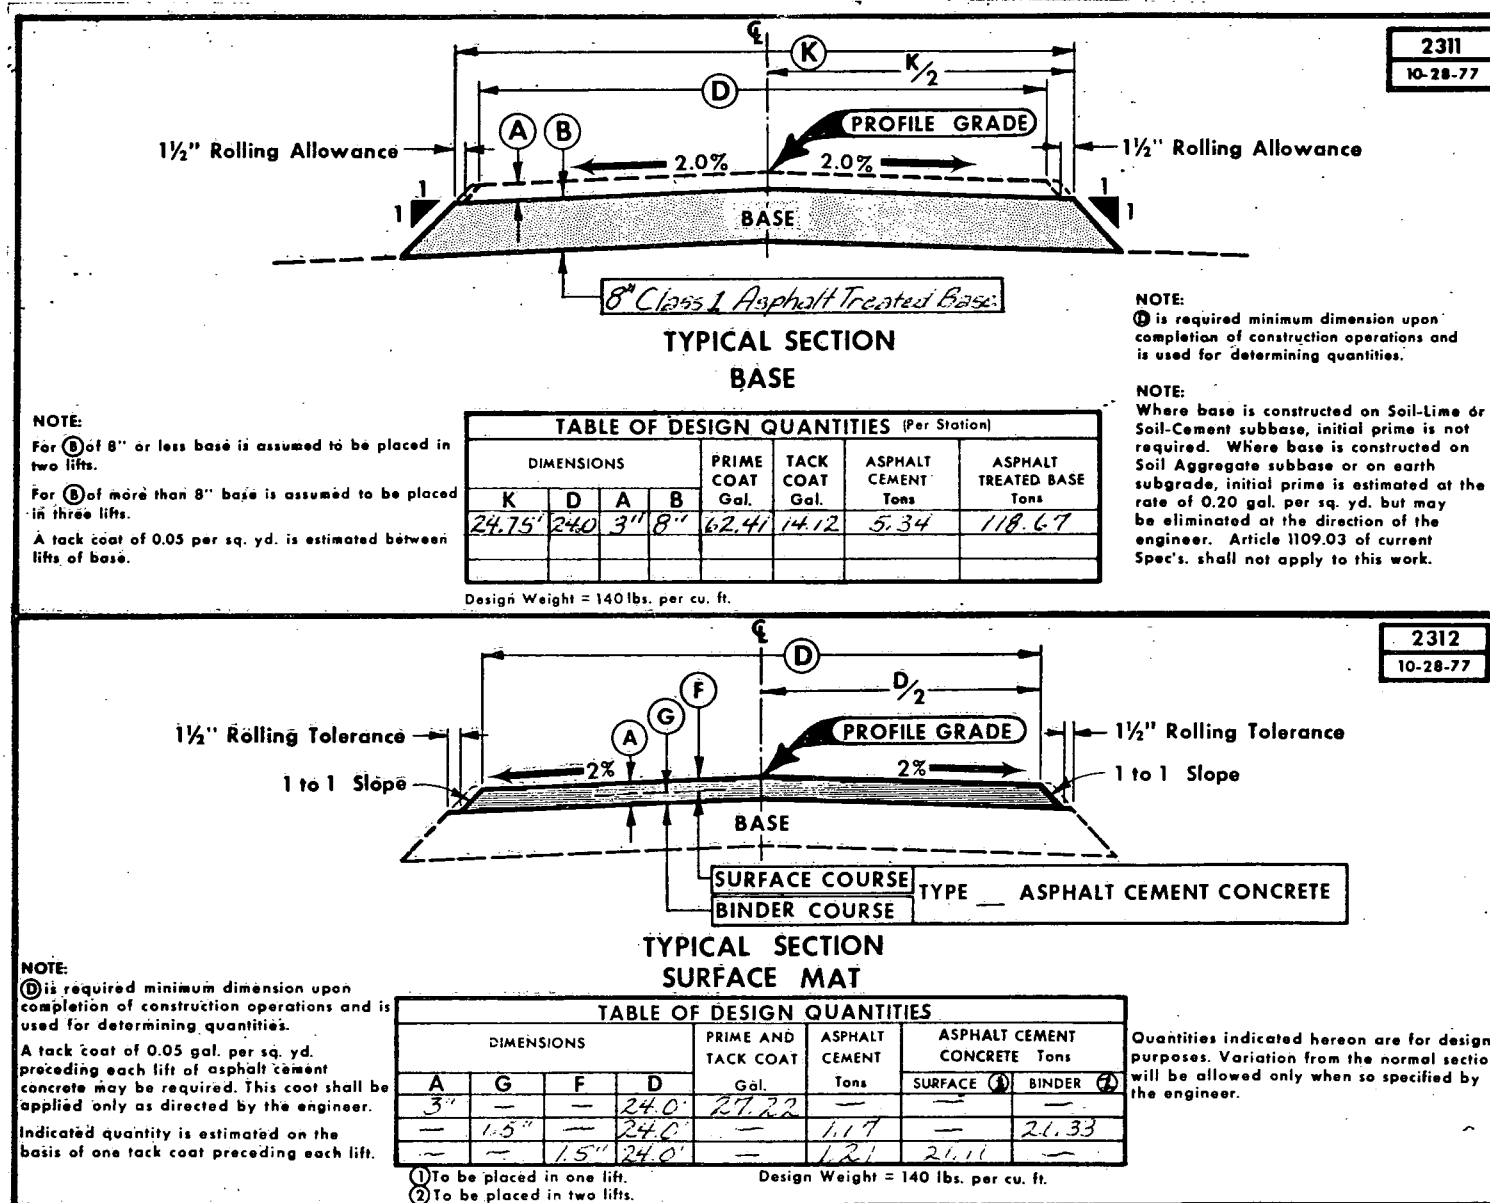 2311
10-28-77
℄
K
K/2
D
A B
PROFILE GRADE
1½" Rolling Allowance
2.0% 2.0%
1½" Rolling Allowance
1
1
1
1
BASE
8" Class 1 Asphalt Treated Base
TYPICAL SECTION
BASE
NOTE:
Ⓓ is required minimum dimension upon
completion of construction operations and
is used for determining quantities.
NOTE:
Where base is constructed on Soil-Lime or
Soil-Cement subbase, initial prime is not
required. Where base is constructed on
Soil Aggregate subbase or on earth
subgrade, initial prime is estimated at the
rate of 0.20 gal. per sq. yd. but may
be eliminated at the direction of the
engineer. Article 1109.03 of current
Spec's. shall not apply to this work.
NOTE:
For Ⓑ of 8" or less base is assumed to be placed in
two lifts.
For Ⓑ of more than 8" base is assumed to be placed
in three lifts.
A tack coat of 0.05 per sq. yd. is estimated between
lifts of base.
TABLE OF DESIGN QUANTITIES (Per Station)
DIMENSIONS PRIME COAT Gal. TACK COAT Gal. ASPHALT CEMENT Tons ASPHALT TREATED BASE Tons
K D A B
24.75' 24.0 3" 8" 62.41 14.12 5.34 118.67
Design Weight = 140 lbs. per cu. ft.
2312
10-28-77
℄
D
D/2
F
G
A
PROFILE GRADE
1½" Rolling Tolerance
1½" Rolling Tolerance
2% 2%
1 to 1 Slope
1 to 1 Slope
BASE
SURFACE COURSE
BINDER COURSE
TYPE __ ASPHALT CEMENT CONCRETE
TYPICAL SECTION
SURFACE MAT
NOTE:
Ⓓ is required minimum dimension upon
completion of construction operations and is
used for determining quantities.
A tack coat of 0.05 gal. per sq. yd.
preceding each lift of asphalt cement
concrete may be required. This coat shall be
applied only as directed by the engineer.
Indicated quantity is estimated on the
basis of one tack coat preceding each lift.
TABLE OF DESIGN QUANTITIES
DIMENSIONS PRIME AND TACK COAT Gal. ASPHALT CEMENT Tons ASPHALT CEMENT CONCRETE Tons
A G F D SURFACE ① BINDER ②
3" — — 24.0' 27.22 — — —
— 1.5" — 24.0' — 1.17 — 21.33
— — 1.5" 24.0' — 1.21 21.11 —
① To be placed in one lift.
② To be placed in two lifts.
Design Weight = 140 lbs. per cu. ft.
Quantities indicated hereon are for design
purposes. Variation from the normal sectio
will be allowed only when so specified by
the engineer.